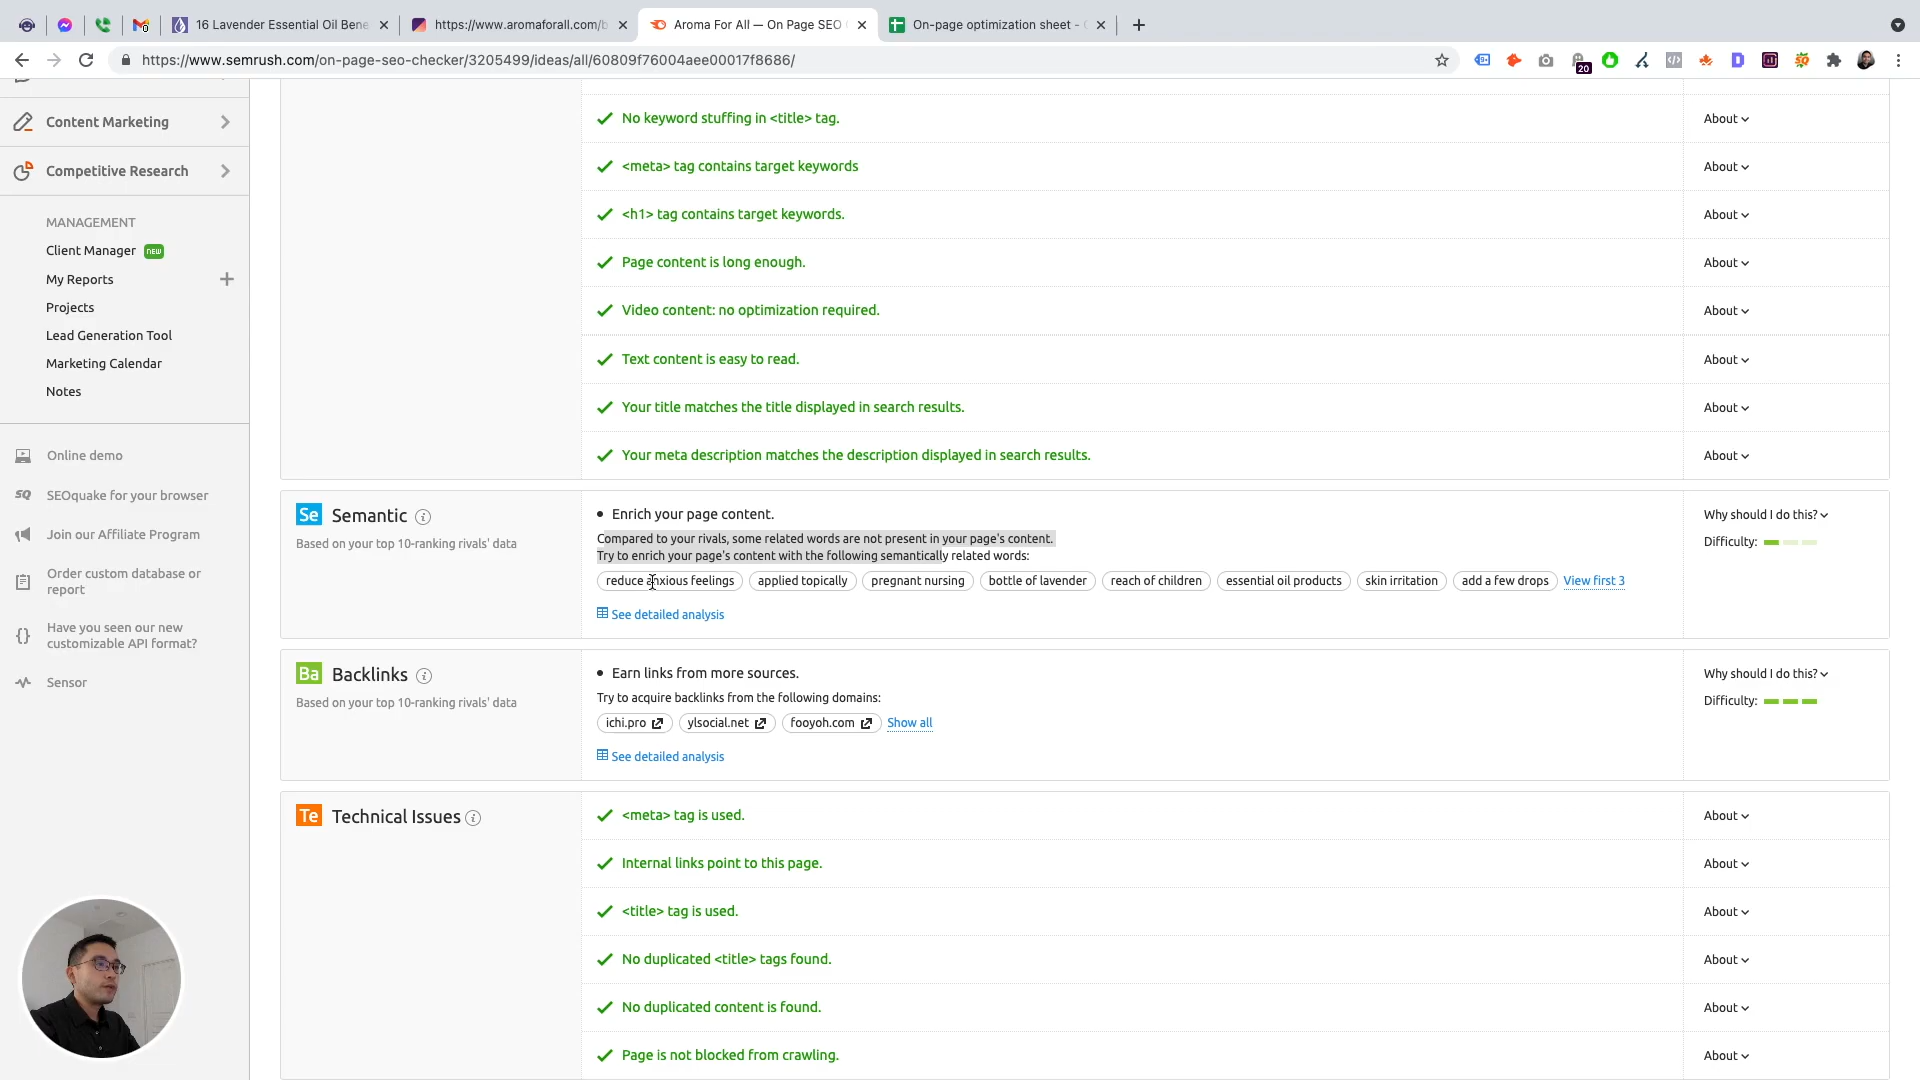 16 Lavender Essential Oil Bene
https://www.aromaforall.com/b
Aroma For All — On Page SEO
On-page optimization sheet -
https://www.semrush.com/on-page-seo-checker/3205499/ideas/all/60809f76004aee00017f8686/
20
Content Marketing
Competitive Research
MANAGEMENT
Client Manager NEW
My Reports
Projects
Lead Generation Tool
Marketing Calendar
Notes
Online demo
SQ SEOquake for your browser
Join our Affiliate Program
Order custom database or
report
Have you seen our new
customizable API format?
Sensor
No keyword stuffing in <title> tag.
About
<meta> tag contains target keywords
About
<h1> tag contains target keywords.
About
Page content is long enough.
About
Video content: no optimization required.
About
Text content is easy to read.
About
Your title matches the title displayed in search results.
About
Your meta description matches the description displayed in search results.
About
Se Semantic
Based on your top 10-ranking rivals' data
Enrich your page content.
Compared to your rivals, some related words are not present in your page's content.
Try to enrich your page's content with the following semantically related words:
reduce anxious feelings applied topically pregnant nursing bottle of lavender reach of children essential oil products skin irritation add a few drops View first 3
See detailed analysis
Why should I do this?
Difficulty:
Ba Backlinks
Based on your top 10-ranking rivals' data
Earn links from more sources.
Try to acquire backlinks from the following domains:
ichi.pro ylsocial.net fooyoh.com Show all
See detailed analysis
Why should I do this?
Difficulty:
Te Technical Issues
<meta> tag is used.
About
Internal links point to this page.
About
<title> tag is used.
About
No duplicated <title> tags found.
About
No duplicated content is found.
About
Page is not blocked from crawling.
About